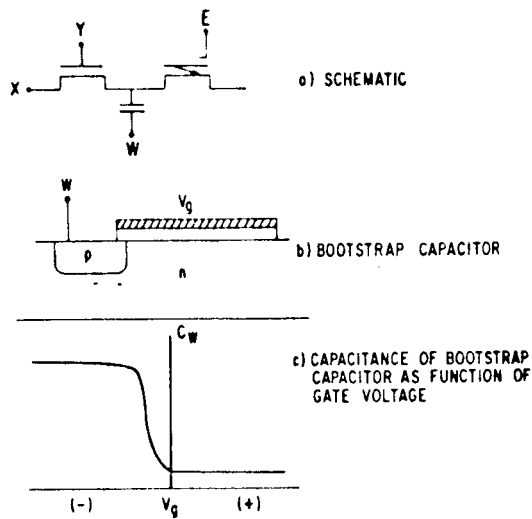 Y
E
X
W
a) SCHEMATIC
W
Vg
p
n
b) BOOTSTRAP CAPACITOR
CW
c) CAPACITANCE OF BOOTSTRAP
CAPACITOR AS FUNCTION OF
GATE VOLTAGE
(-) Vg (+)